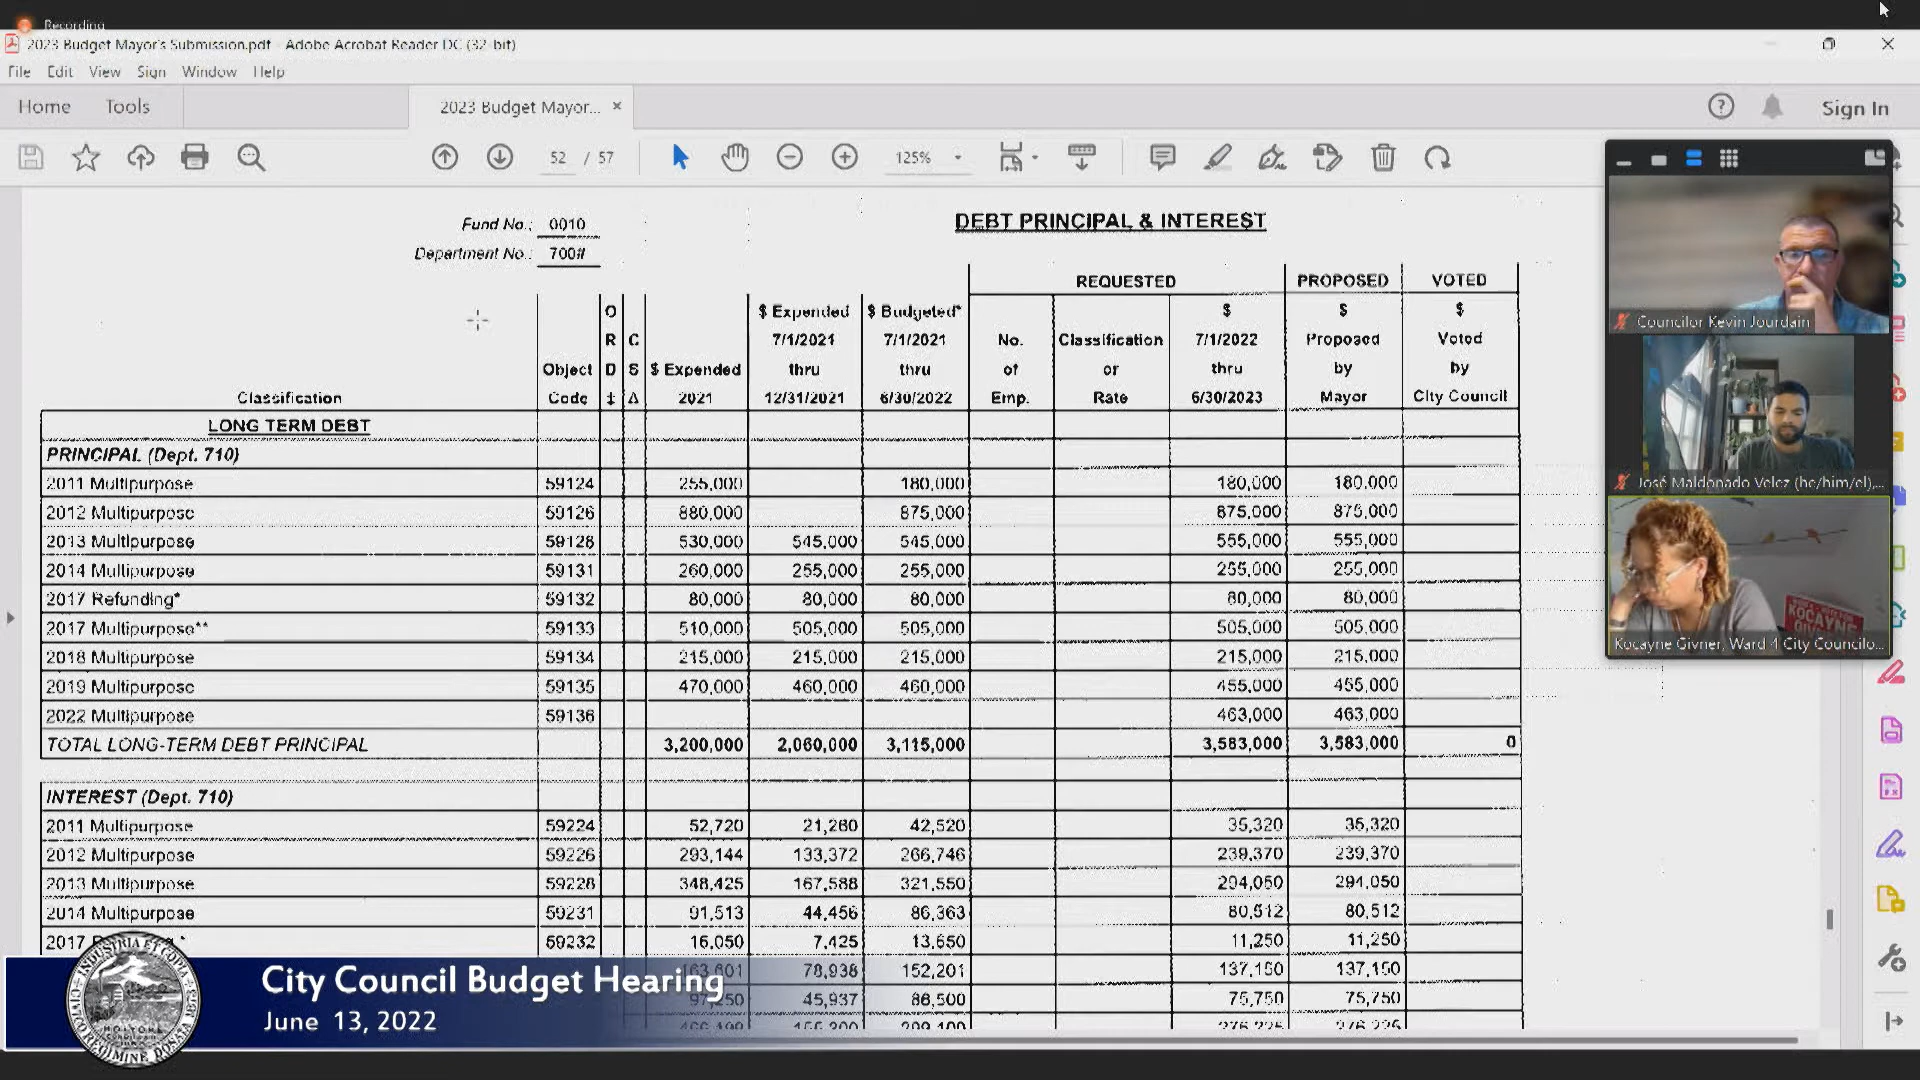 Recording
2023 Budget Mayor's Submission.pdf - Adobe Acrobat Reader DC (32-bit)
File Edit View Sign Window Help
Home Tools 2023 Budget Mayor... × Sign In
52 / 57 125%
Fund No.: 0010
DEBT PRINCIPAL & INTEREST
Department No.: 700#
REQUESTED PROPOSED VOTED
O $ Expended $ Budgeted* $ $ $
R C 7/1/2021 7/1/2021 No. Classification 7/1/2022 Proposed Voted
Object D S $ Expended thru thru of or thru by by
Classification Code ‡ A 2021 12/31/2021 6/30/2022 Emp. Rate 6/30/2023 Mayor City Council
LONG TERM DEBT
PRINCIPAL (Dept. 710)
2011 Multipurpose 59124 255,000 180,000 180,000 180,000
2012 Multipurpose 59126 880,000 875,000 875,000 875,000
2013 Multipurpose 59128 530,000 545,000 545,000 555,000 555,000
2014 Multipurpose 59131 260,000 255,000 255,000 255,000 255,000
2017 Refunding* 59132 80,000 80,000 80,000 80,000 80,000
2017 Multipurpose** 59133 510,000 505,000 505,000 505,000 505,000
2018 Multipurpose 59134 215,000 215,000 215,000 215,000 215,000
2019 Multipurpose 59135 470,000 460,000 460,000 455,000 455,000
2022 Multipurpose 59136 463,000 463,000
TOTAL LONG-TERM DEBT PRINCIPAL 3,200,000 2,060,000 3,115,000 3,583,000 3,583,000 0
INTEREST (Dept. 710)
2011 Multipurpose 59224 52,720 21,260 42,520 35,320 35,320
2012 Multipurpose 59226 293,144 133,372 266,746 239,370 239,370
2013 Multipurpose 59228 348,425 167,588 321,550 294,050 294,050
2014 Multipurpose 59231 91,513 44,456 86,363 80,512 80,512
2017 59232 16,050 7,425 13,650 11,250 11,250
163,601 78,938 152,201 137,150 137,150
97,250 45,937 86,500 75,750 75,750
276,225 276,225
Councilor Kevin Jourdain
José Maldonado Velez (he/him/el),...
KOCAYNE
Kocayne Givner, Ward 4 City Councilo...
City Council Budget Hearing
June 13, 2022
HOLYOKE